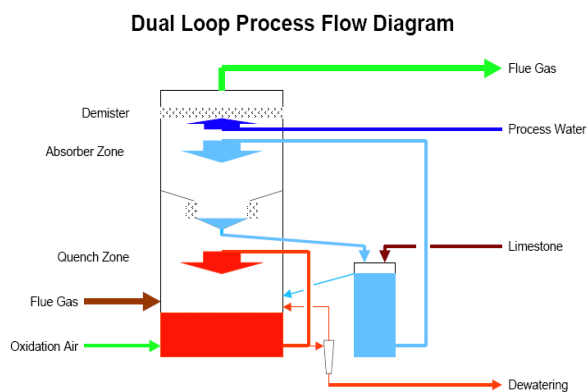 Dual Loop Process Flow Diagram
Flue Gas
Demister
Process Water
Absorber Zone
Limestone
Quench Zone
Flue Gas
Oxidation Air
Dewatering